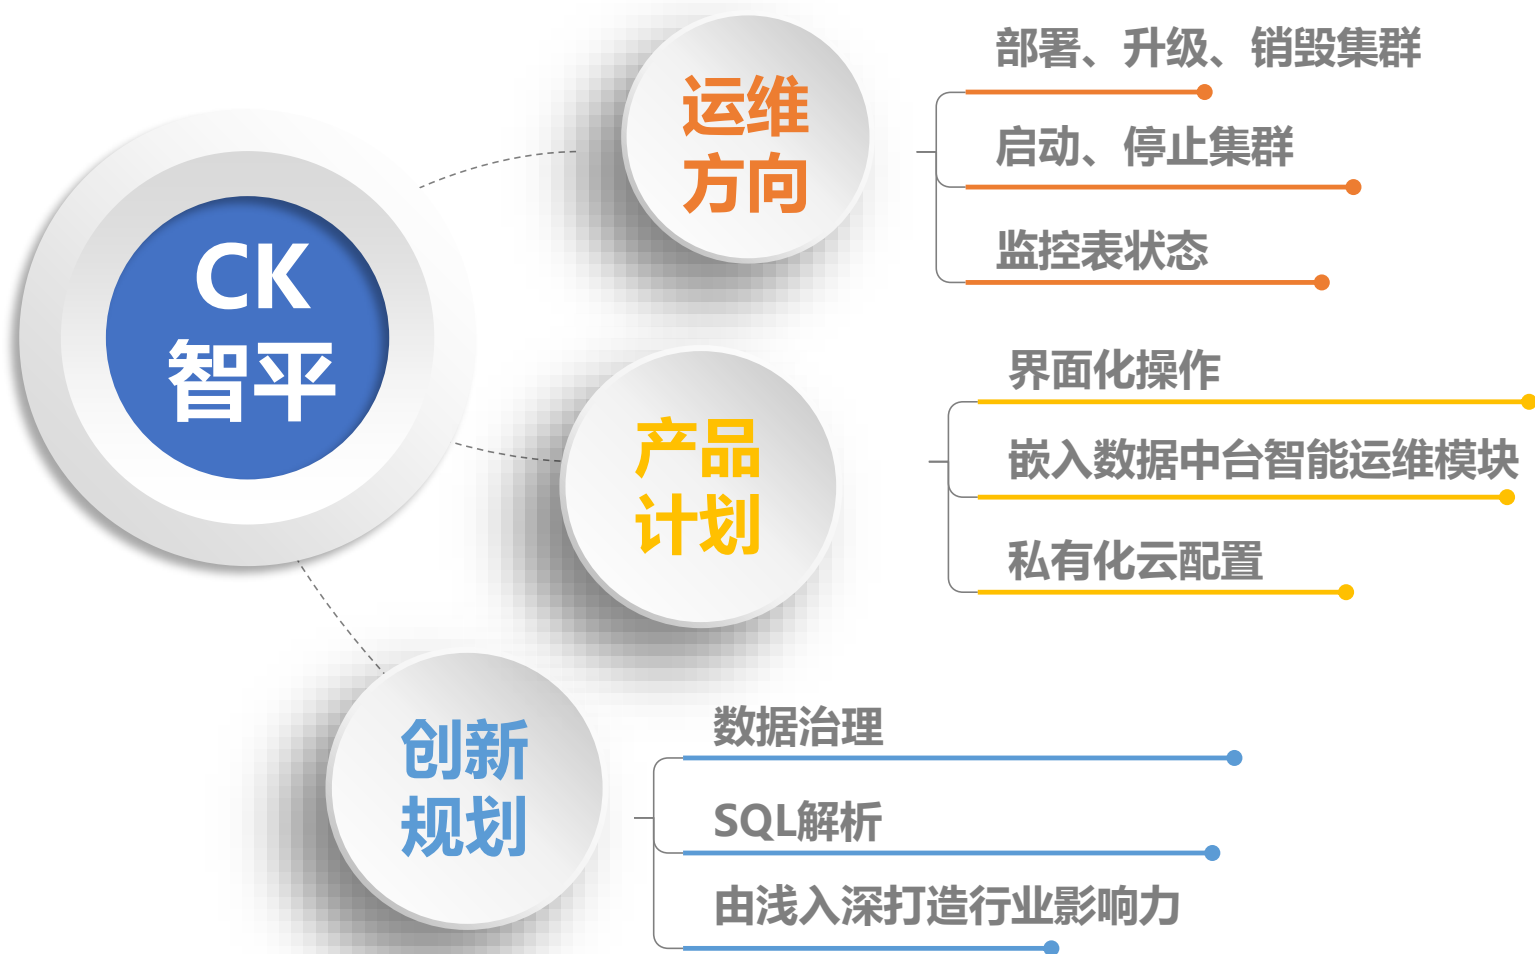 CK
智平
运维
方向
部署、升级、销毁集群
启动、停止集群
监控表状态
产品
计划
界面化操作
嵌入数据中台智能运维模块
私有化云配置
创新
规划
数据治理
SQL解析
由浅入深打造行业影响力